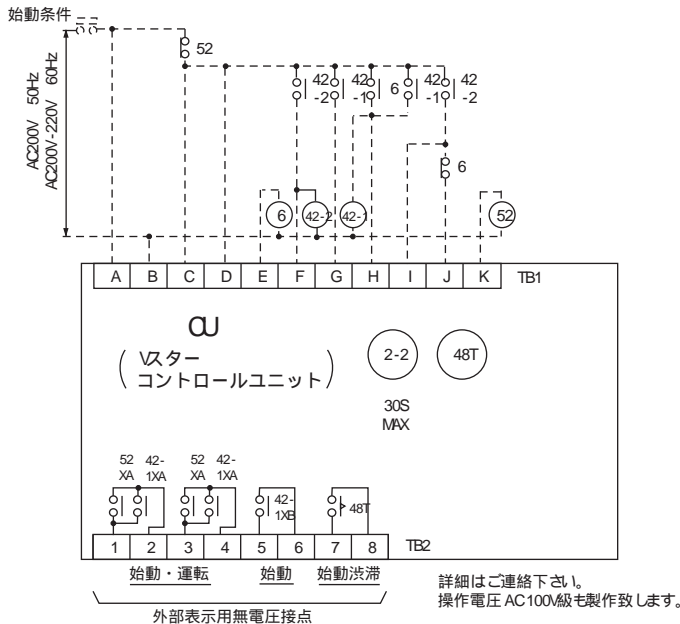 始動条件
AC200V 50Hz
AC200V-220V 60Hz
52
42-2
42-1
6
42-1
42-2
6
6
42-2
42-1
52
A B C D E F G H I J K TB1
CU
(Vスター
コントロールユニット)
2-2
48T
30S
MAX
52 42-
XA 1XA
52 42-
XA 1XA
42-
1XB
48T
1 2 3 4 5 6 7 8 TB2
始動・運転
始動
始動渋滞
外部表示用無電圧接点
詳細はご連絡下さい。
操作電圧 AC100V級も製作致します。